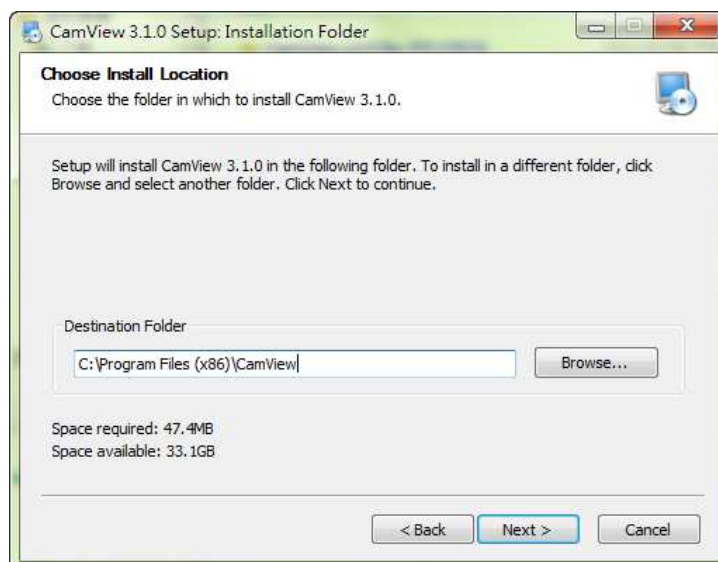 CamView 3.1.0 Setup: Installation Folder
Choose Install Location
Choose the folder in which to install CamView 3.1.0.
Setup will install CamView 3.1.0 in the following folder. To install in a different folder, click
Browse and select another folder. Click Next to continue.
Destination Folder
C:\Program Files (x86)\CamView
Browse...
Space required: 47.4MB
Space available: 33.1GB
< Back
Next >
Cancel